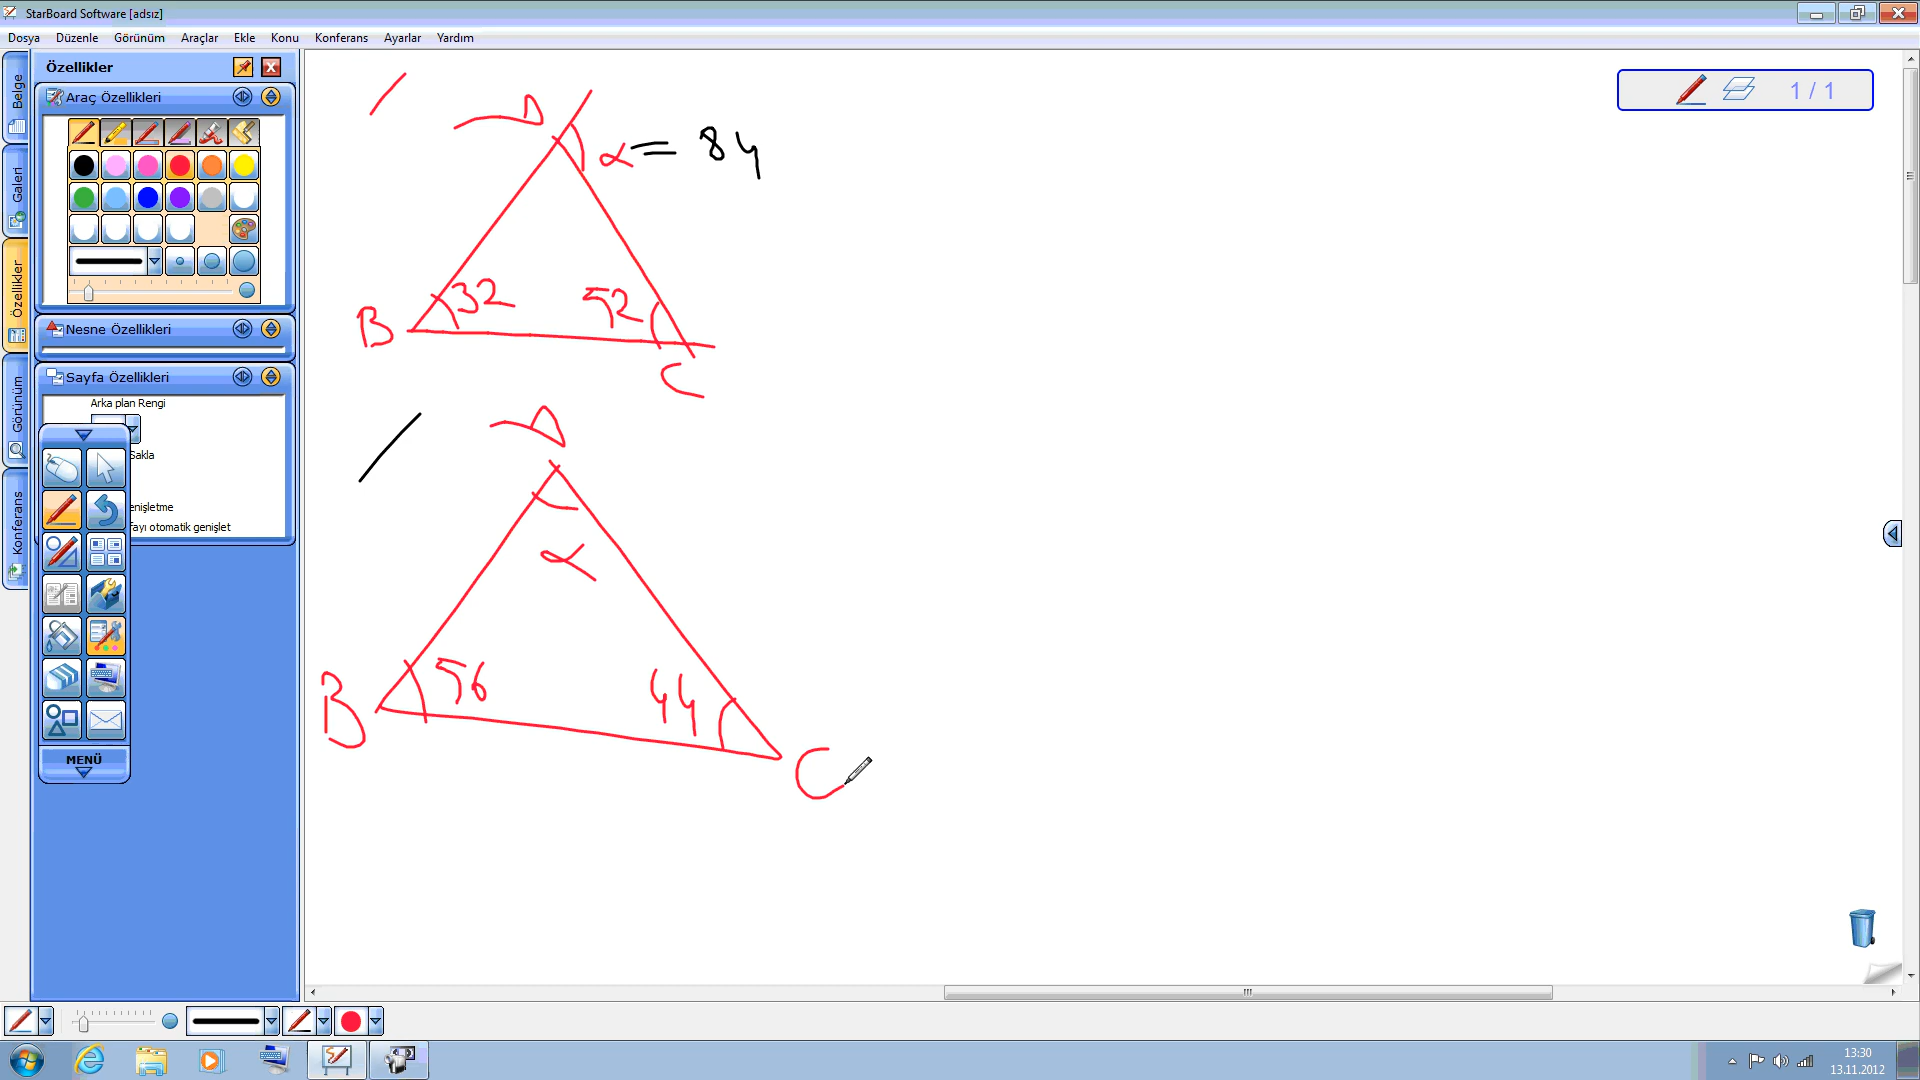 StarBoard Software [adsız]
Dosya Düzenle Görünüm Araçlar Ekle Konu Konferans Ayarlar Yardım
Belge
Galeri
Özellikler
Görünüm
Konferans
Özellikler
Araç Özellikleri
Nesne Özellikleri
Sayfa Özellikleri
Arka plan Rengi
Sakla
enişletme
fayı otomatik genişlet
MENÜ
1 / 1
A
α = 84
32
52
B
C
A
α
56
44
B
C
13:30
13.11.2012